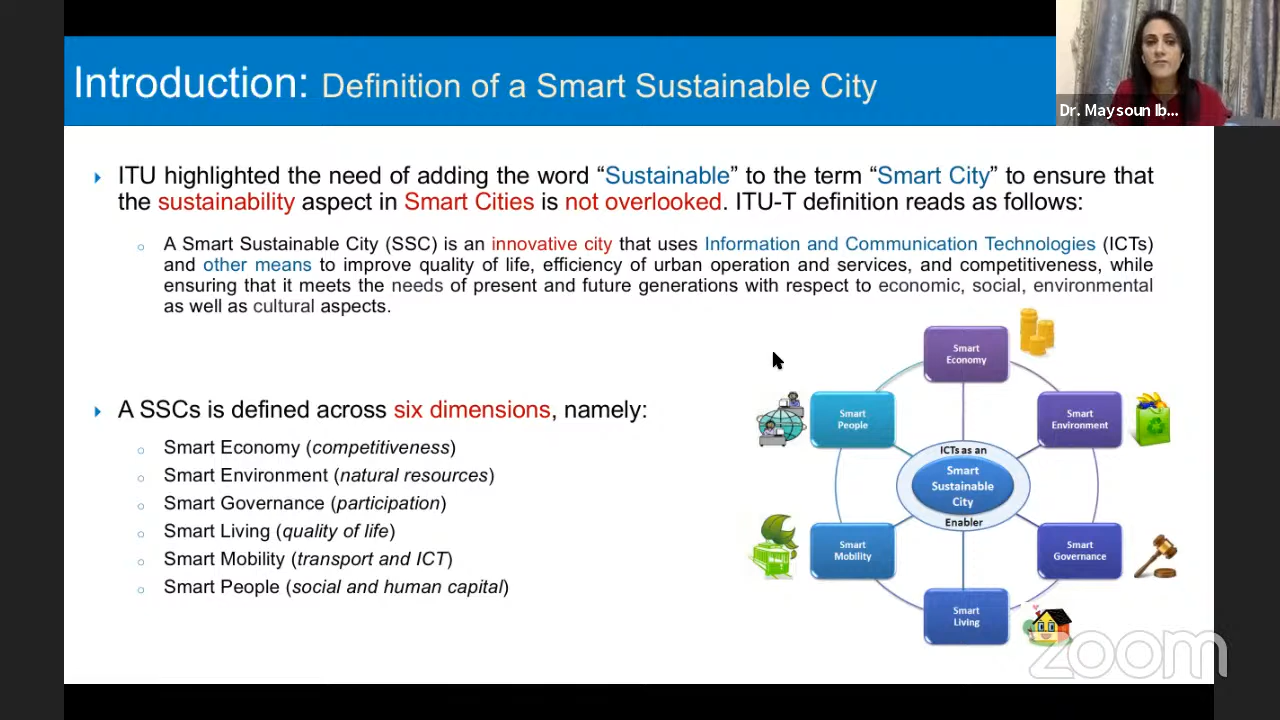 Introduction: Definition of a Smart Sustainable City
Dr. Maysoun Ib...
ITU highlighted the need of adding the word “Sustainable” to the term “Smart City” to ensure that
the sustainability aspect in Smart Cities is not overlooked. ITU-T definition reads as follows:
A Smart Sustainable City (SSC) is an innovative city that uses Information and Communication Technologies (ICTs)
and other means to improve quality of life, efficiency of urban operation and services, and competitiveness, while
ensuring that it meets the needs of present and future generations with respect to economic, social, environmental
as well as cultural aspects.
A SSCs is defined across six dimensions, namely:
Smart Economy (competitiveness)
Smart Environment (natural resources)
Smart Governance (participation)
Smart Living (quality of life)
Smart Mobility (transport and ICT)
Smart People (social and human capital)
Smart
Economy
Smart
People
Smart
Environment
ICTs as an
Smart
Sustainable
City
Enabler
Smart
Mobility
Smart
Governance
Smart
Living
zoom